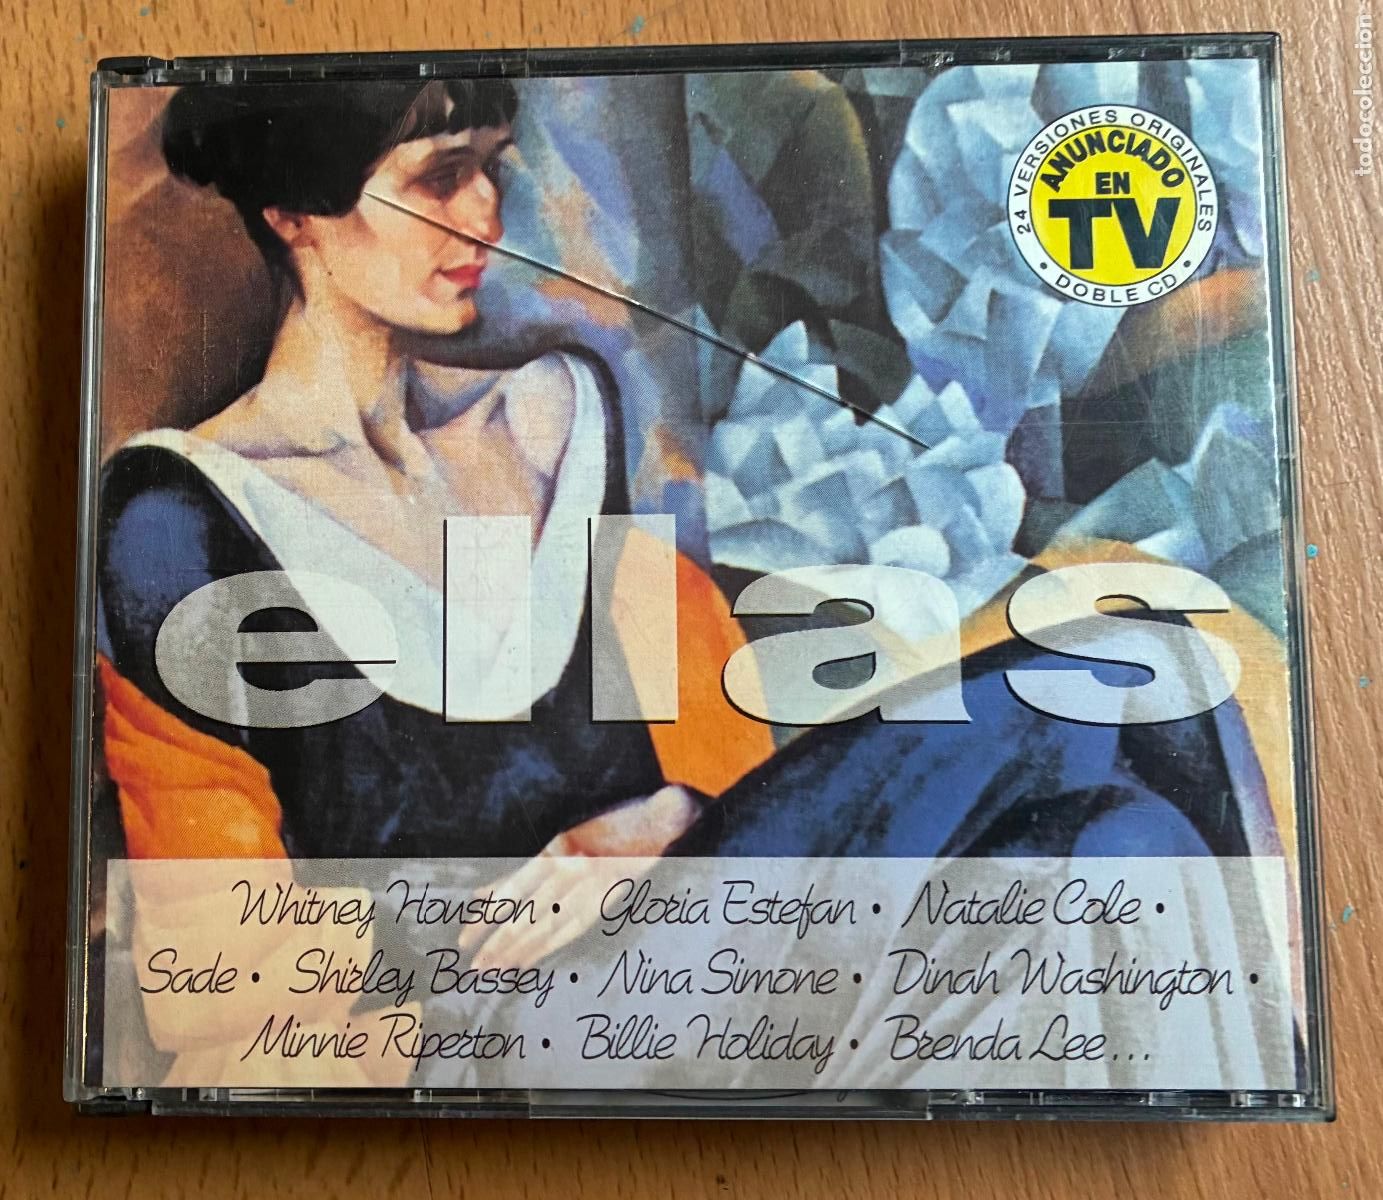 24 VERSIONES ORIGINALES
ANUNCIADO
EN
TV
• DOBLE CD •
ellas
Whitney Houston • Gloria Estefan • Natalie Cole •
Sade • Shirley Bassey • Nina Simone • Dinah Washington •
Minnie Riperton • Billie Holiday • Brenda Lee...
todocoleccion